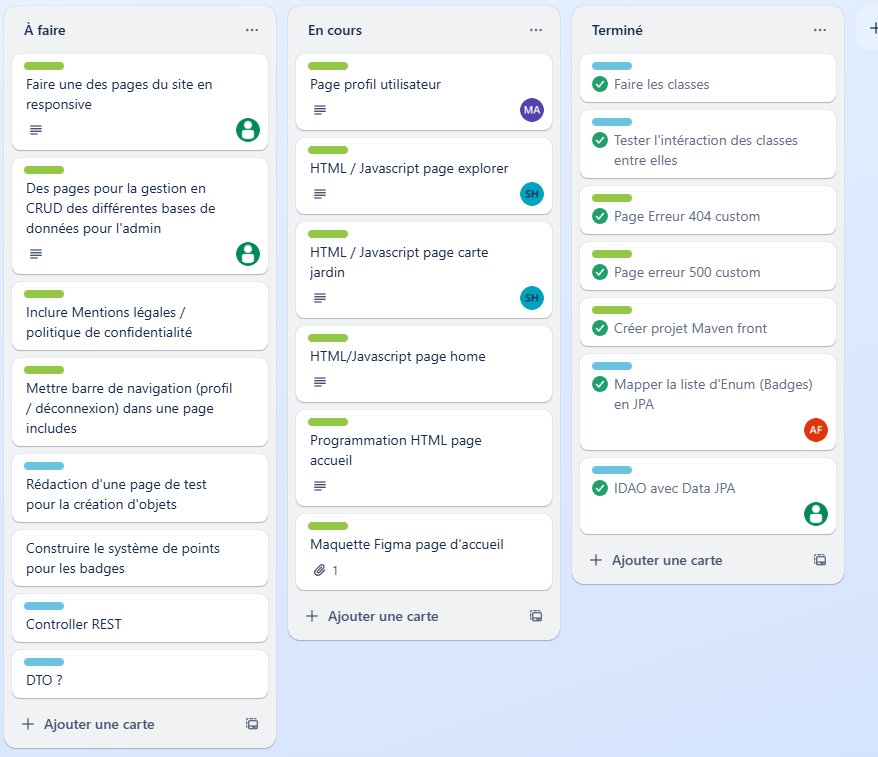 À faire
Faire une des pages du site en
responsive
Des pages pour la gestion en
CRUD des différentes bases de
données pour l'admin
Inclure Mentions légales /
politique de confidentialité
Mettre barre de navigation (profil
/ déconnexion) dans une page
includes
Rédaction d'une page de test
pour la création d'objets
Construire le système de points
pour les badges
Controller REST
DTO ?
Ajouter une carte
En cours
Page profil utilisateur
MA
HTML / Javascript page explorer
SH
HTML / Javascript page carte
jardin
SH
HTML/Javascript page home
Programmation HTML page
accueil
Maquette Figma page d'accueil
1
Ajouter une carte
Terminé
Faire les classes
Tester l'intéraction des classes
entre elles
Page Erreur 404 custom
Page erreur 500 custom
Créer projet Maven front
Mapper la liste d'Enum (Badges)
en JPA
AF
IDAO avec Data JPA
Ajouter une carte